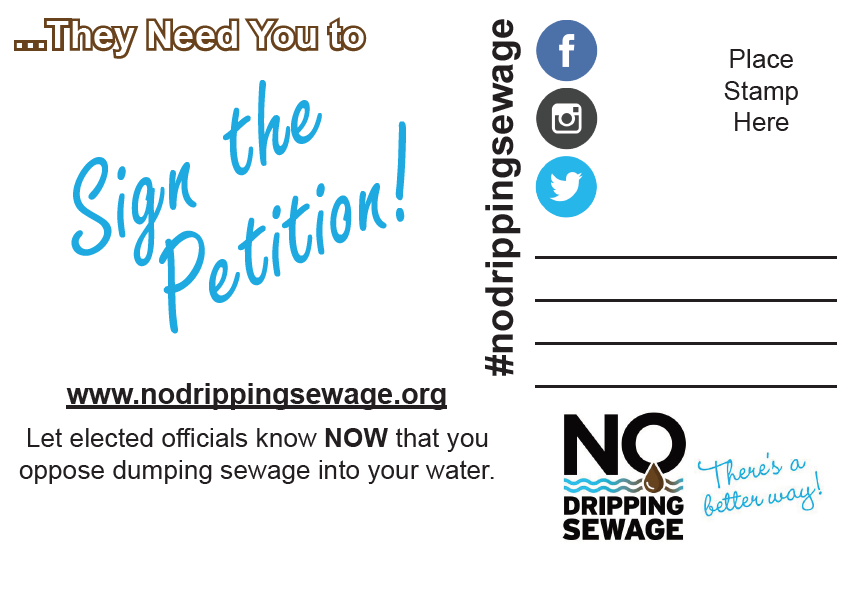 ...They Need You to
Sign the
Petition!
www.nodrippingsewage.org
Let elected officials know NOW that you
oppose dumping sewage into your water.
#nodrippingsewage
Place
Stamp
Here
NO
DRIPPING
SEWAGE
There's a
better way!